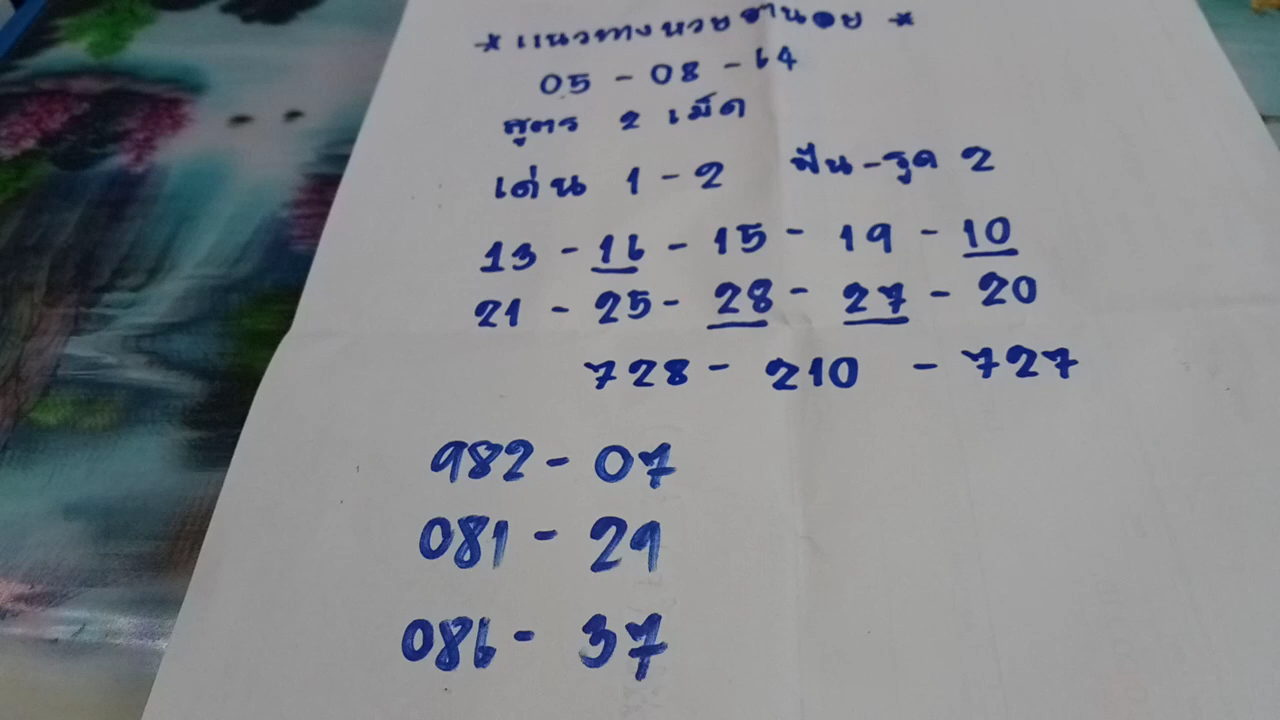 * แนวทางหวยฮานอย *
05 - 08 - 64
สูตร 2 เม็ด
เด่น 1 - 2 ฟัน - รูด 2
13 - 16 - 15 - 19 - 10
21 - 25 - 28 - 27 - 20
728 - 210 - 727
982 - 07
081 - 29
086 - 37